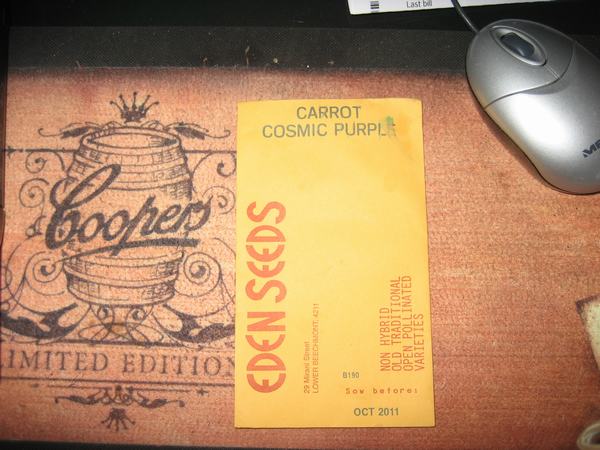 Last bill
CARROT
COSMIC PURPLE
Coopers
LIMITED EDITION
EDEN SEEDS
29 Mirani Street
LOWER BEECHMONT, 4211
NON HYBRID
OLD TRADITIONAL
OPEN POLLINATED
VARIETIES
B190
Sow before:
OCT 2011